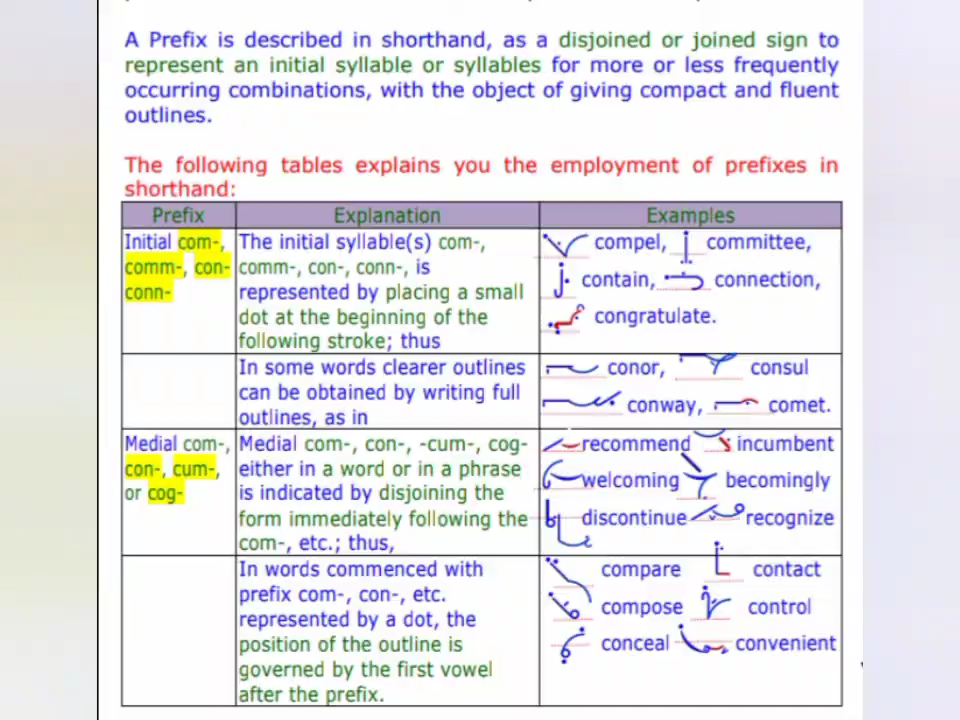 A Prefix is described in shorthand, as a disjoined or joined sign to
represent an initial syllable or syllables for more or less frequently
occurring combinations, with the object of giving compact and fluent
outlines.
The following tables explains you the employment of prefixes in
shorthand:
Prefix Explanation Examples
Initial com-,
comm-, con-
conn-
The initial syllable(s) com-,
comm-, con-, conn-, is
represented by placing a small
dot at the beginning of the
following stroke; thus
compel, committee,
contain, connection,
congratulate.
In some words clearer outlines
can be obtained by writing full
outlines, as in
conor, consul
conway, comet.
Medial com-,
con-, cum-,
or cog-
Medial com-, con-, -cum-, cog-
either in a word or in a phrase
is indicated by disjoining the
form immediately following the
com-, etc.; thus,
recommend incumbent
welcoming becomingly
discontinue recognize
In words commenced with
prefix com-, con-, etc.
represented by a dot, the
position of the outline is
governed by the first vowel
after the prefix.
compare contact
compose control
conceal convenient